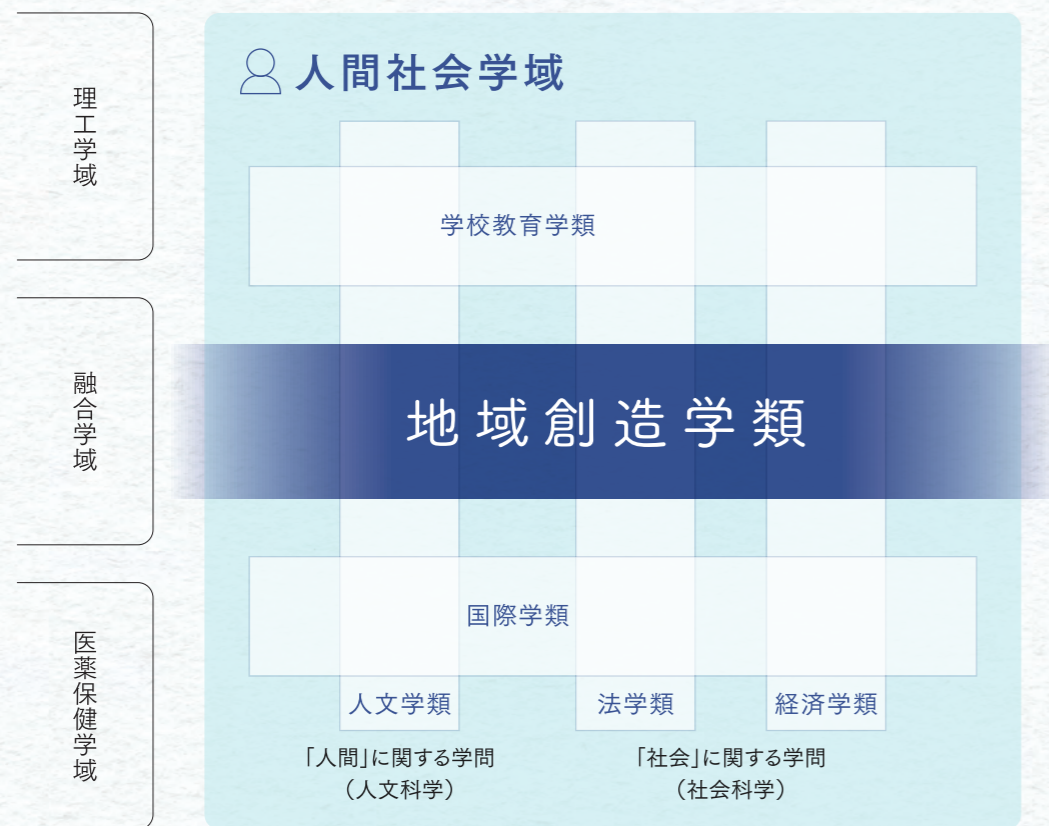 理工学域
融合学域
医薬保健学域
人間社会学域
学校教育学類
地域創造学類
国際学類
人文学類
法学類
経済学類
「人間」に関する学問
（人文科学）
「社会」に関する学問
（社会科学）